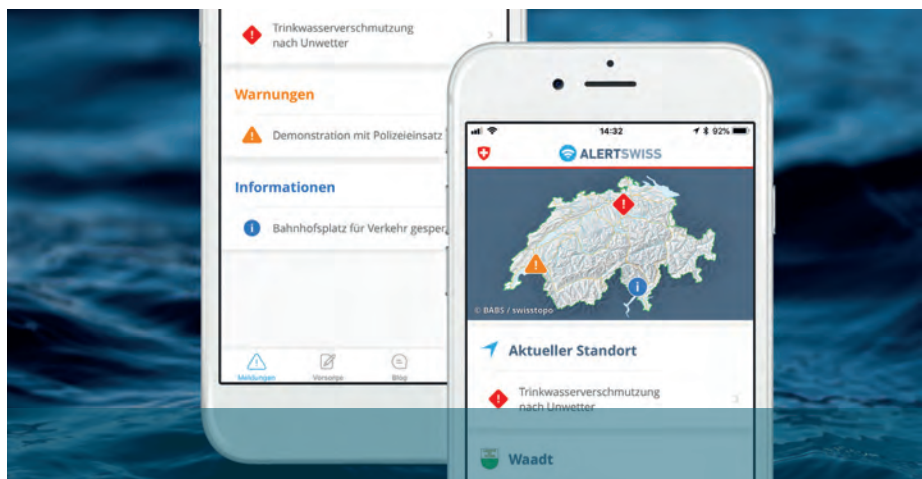 Trinkwasserverschmutzung
nach Unwetter
Warnungen
Demonstration mit Polizeieinsatz
Informationen
Bahnhofsplatz für Verkehr gesper
Meldungen
Vorsorge
Blog
14:32
92%
ALERTSWISS
© BABS / swisstopo
Aktueller Standort
Trinkwasserverschmutzung
nach Unwetter
Waadt